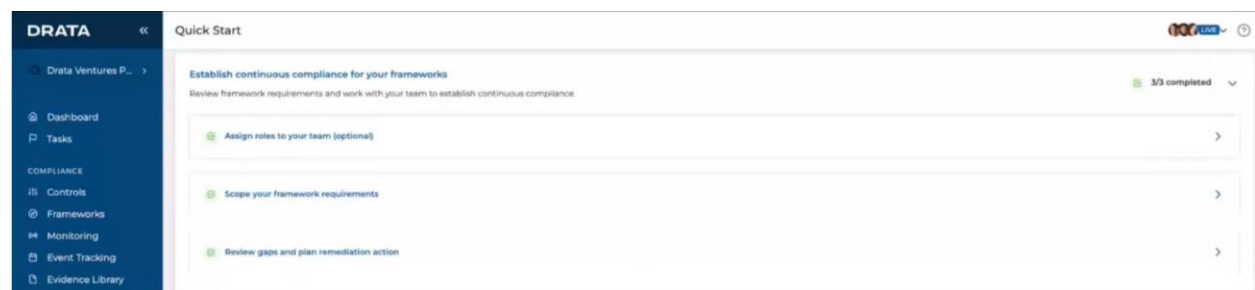 DRATA «
Quick Start
LIVE
Drata Ventures P... >
Establish continuous compliance for your frameworks
3/3 completed
Review framework requirements and work with your team to establish continuous compliance
Dashboard
Tasks
Assign roles to your team (optional)
COMPLIANCE
Controls
Scope your framework requirements
Frameworks
Monitoring
Event Tracking
Review gaps and plan remediation action
Evidence Library